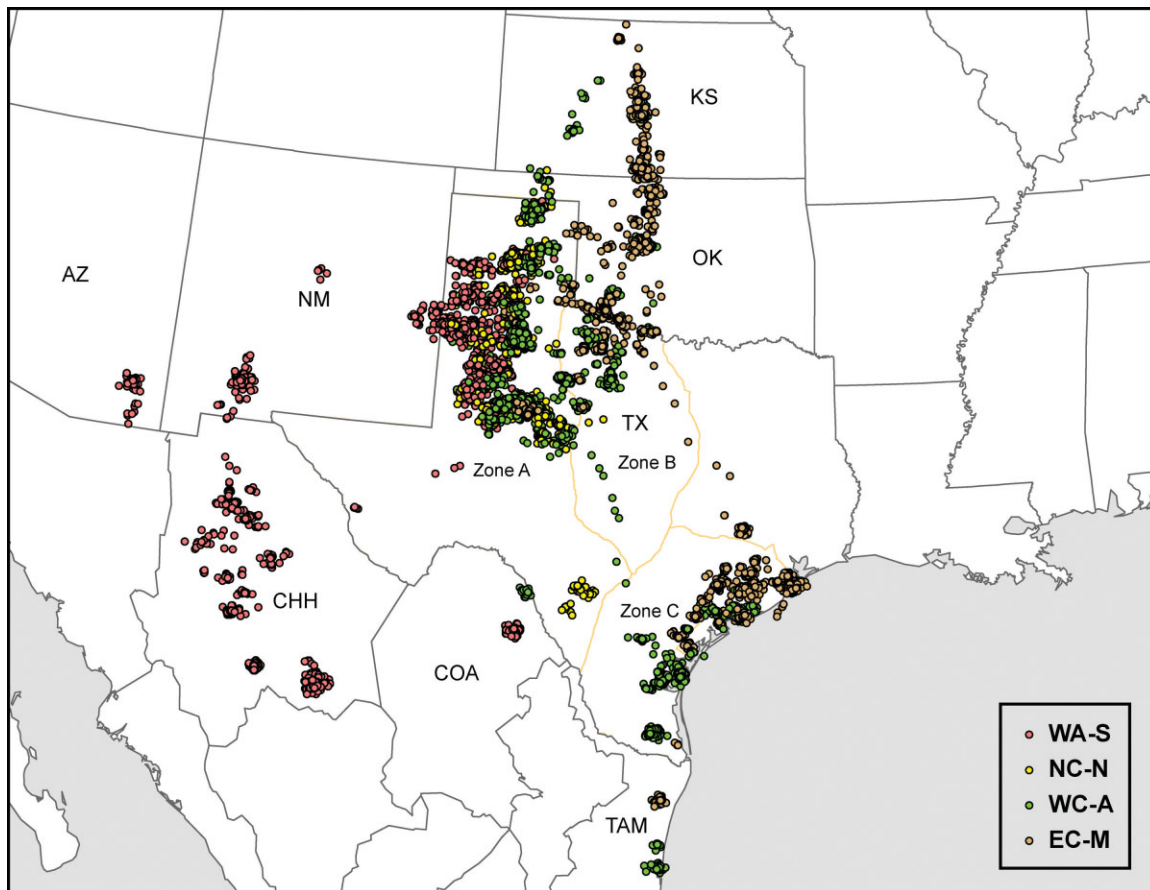 KS
AZ
NM
OK
TX
Zone A
Zone B
CHH
Zone C
COA
TAM
WA-S
NC-N
WC-A
EC-M